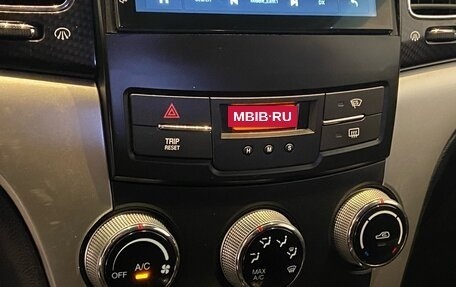 MBIB·RU
TRIP
RESET
H M S
OFF A/C
MAX
A/C